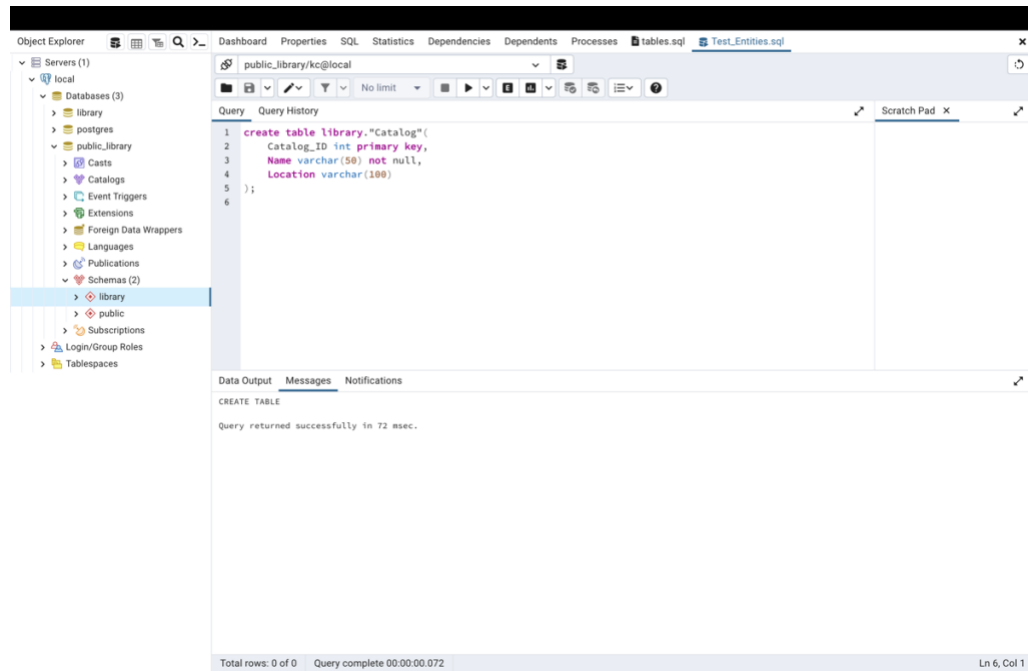 Object Explorer
Dashboard Properties SQL Statistics Dependencies Dependents Processes tables.sql Test_Entities.sql
Servers (1)
local
Databases (3)
library
postgres
public_library
Casts
Catalogs
Event Triggers
Extensions
Foreign Data Wrappers
Languages
Publications
Schemas (2)
library
public
Subscriptions
Login/Group Roles
Tablespaces
public_library/kc@local
No limit
Query Query History
Scratch Pad
1 create table library."Catalog"(
2 Catalog_ID int primary key,
3 Name varchar(50) not null,
4 Location varchar(100)
5 );
6
Data Output Messages Notifications
CREATE TABLE
Query returned successfully in 72 msec.
Total rows: 0 of 0 Query complete 00:00:00.072 Ln 6, Col 1